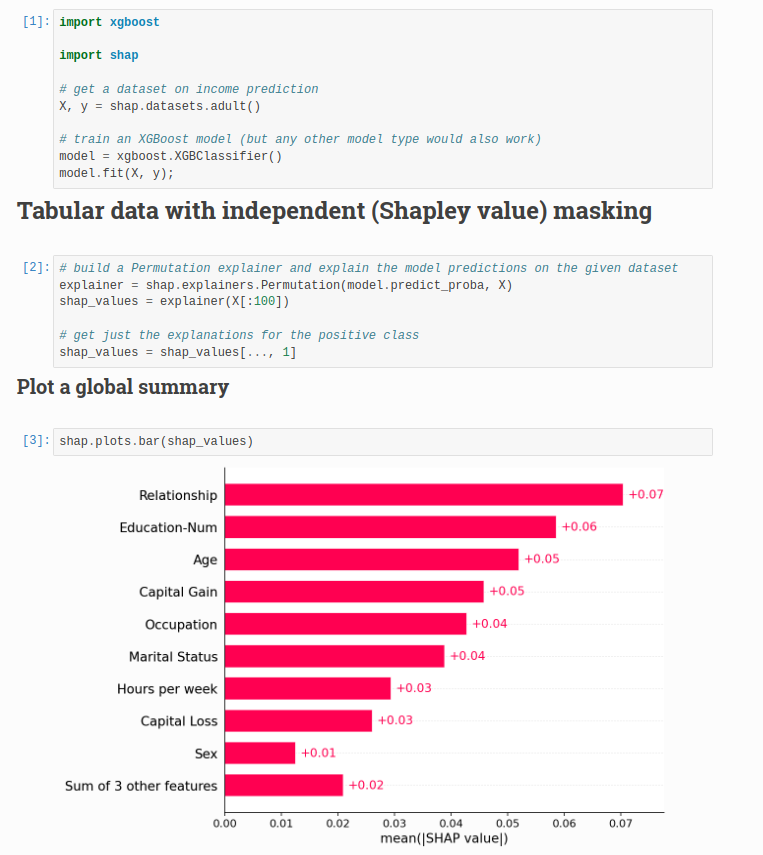 [1]: import xgboost
import shap
# get a dataset on income prediction
X, y = shap.datasets.adult()
# train an XGBoost model (but any other model type would also work)
model = xgboost.XGBClassifier()
model.fit(X, y);
Tabular data with independent (Shapley value) masking
[2]: # build a Permutation explainer and explain the model predictions on the given dataset
explainer = shap.explainers.Permutation(model.predict_proba, X)
shap_values = explainer(X[:100])
# get just the explanations for the positive class
shap_values = shap_values[..., 1]
Plot a global summary
[3]: shap.plots.bar(shap_values)
Relationship +0.07
Education-Num +0.06
Age +0.05
Capital Gain +0.05
Occupation +0.04
Marital Status +0.04
Hours per week +0.03
Capital Loss +0.03
Sex +0.01
Sum of 3 other features +0.02
0.00 0.01 0.02 0.03 0.04 0.05 0.06 0.07
mean(|SHAP value|)